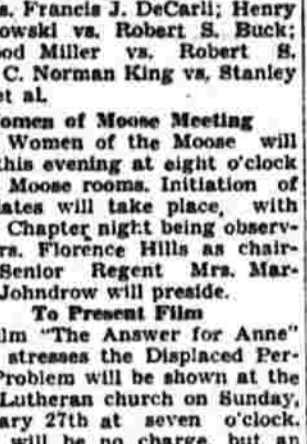 s. Francis J. DeCarli; Henry
owski vs. Robert S. Buck;
ood Miller vs. Robert S.
C. Norman King vs, Stanley
et al.
omen of Moose Meeting
Women of the Moose will
this evening at eight o'clock
Moose rooms. Initiation of
ates will take place, with
Chapter night being observ-
rs. Florence Hills as chair-
Senior Regent Mrs. Mar-
Johndrow will preside.
To Present Film
lm "The Answer for Anne"
stresses the Displaced Per-
Problem will be shown at the
Lutheran church on Sunday,
ary 27th at seven o'clock.
will be no charge, but an